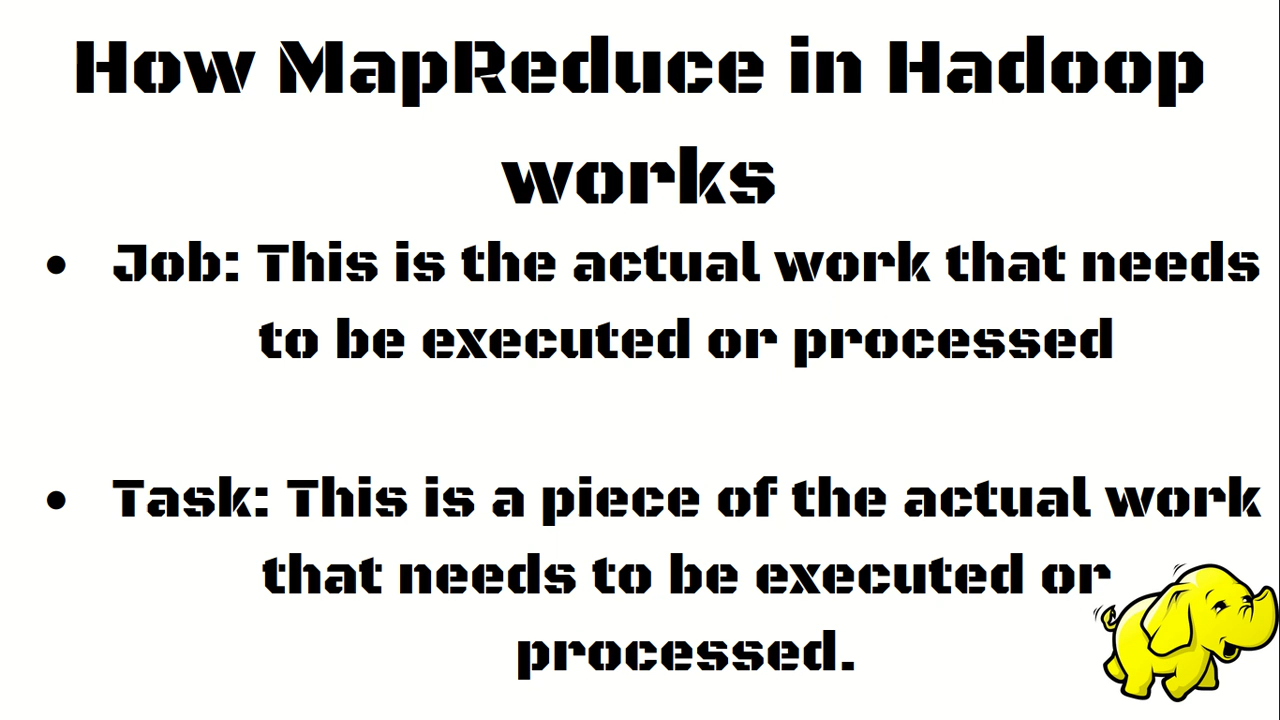 How MapReduce in Hadoop
works
• Job: This is the actual work that needs
to be executed or processed
• Task: This is a piece of the actual work
that needs to be executed or
processed.